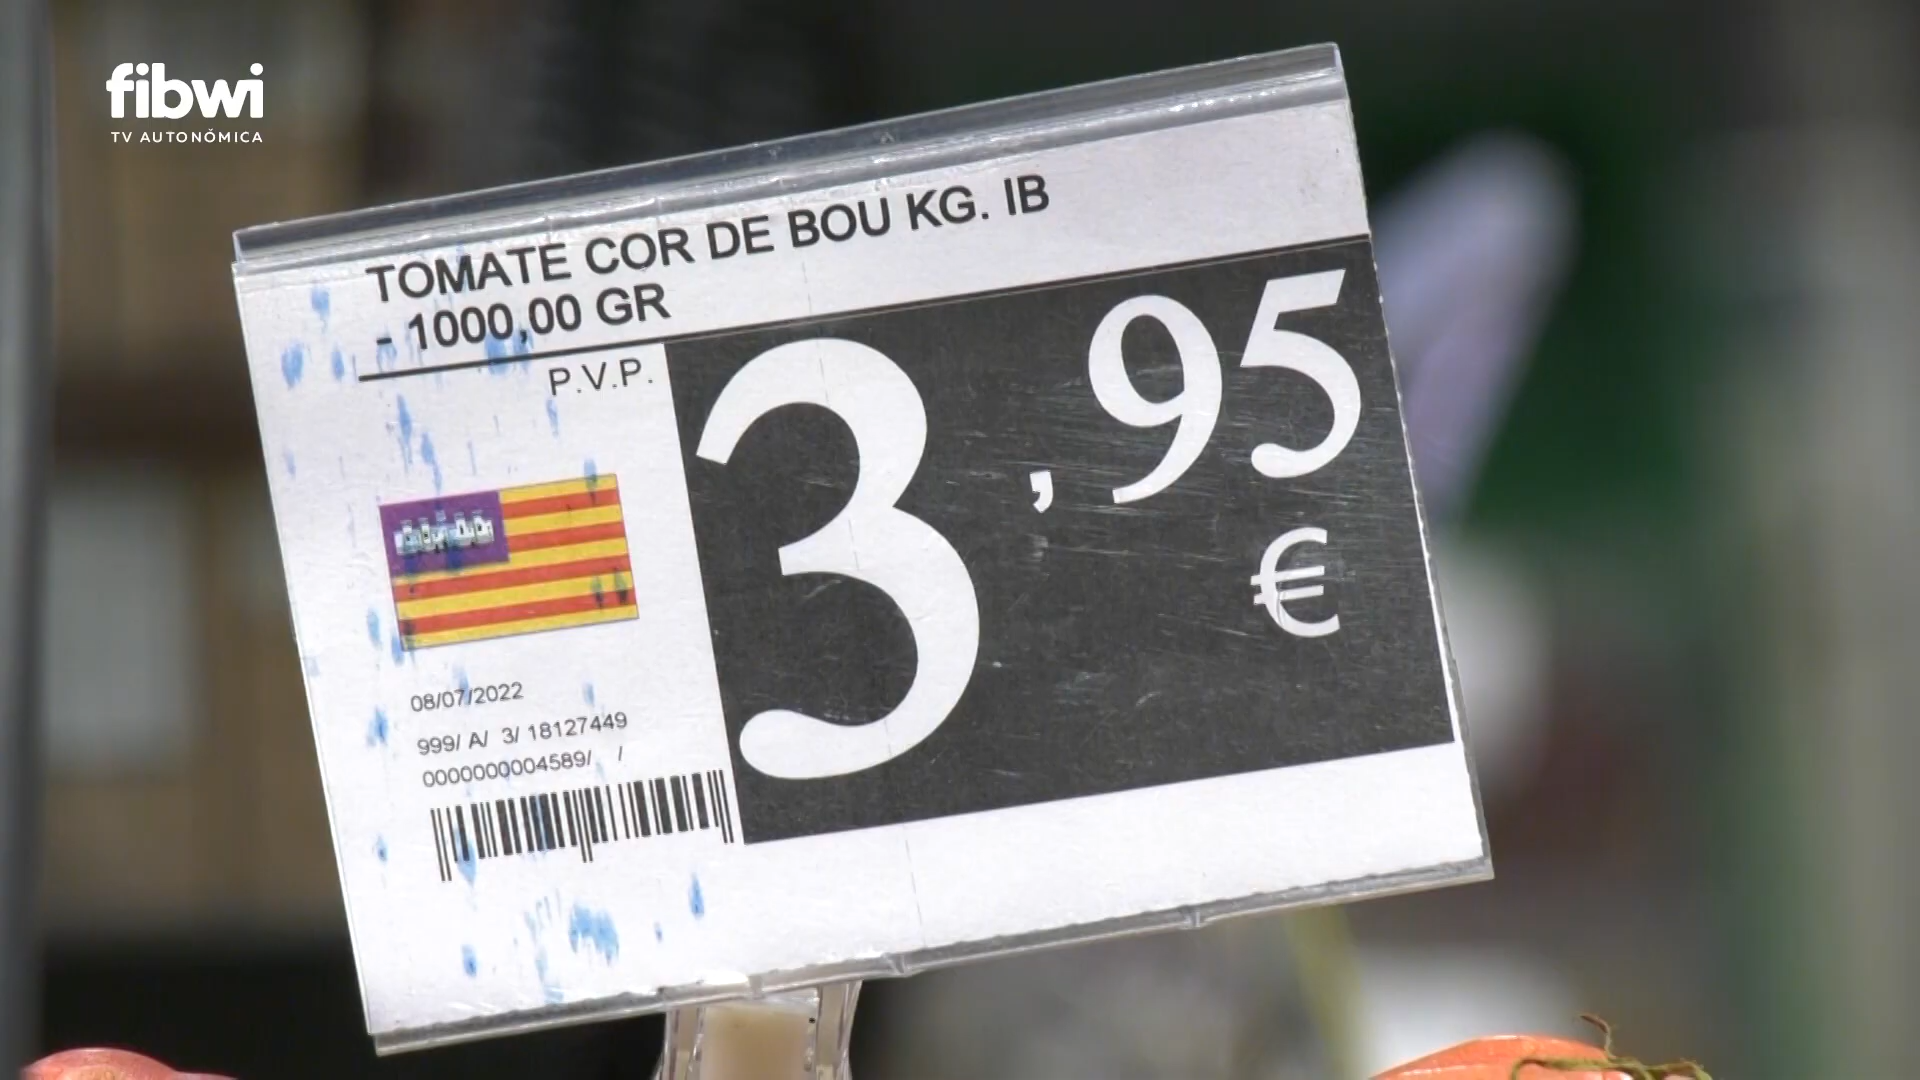 fibwi
TV AUTONÓMICA
TOMATE COR DE BOU KG. IB
- 1000,00 GR
P.V.P.
3,95
€
08/07/2022
999/ A/ 3/ 18127449
0000000004589/ /